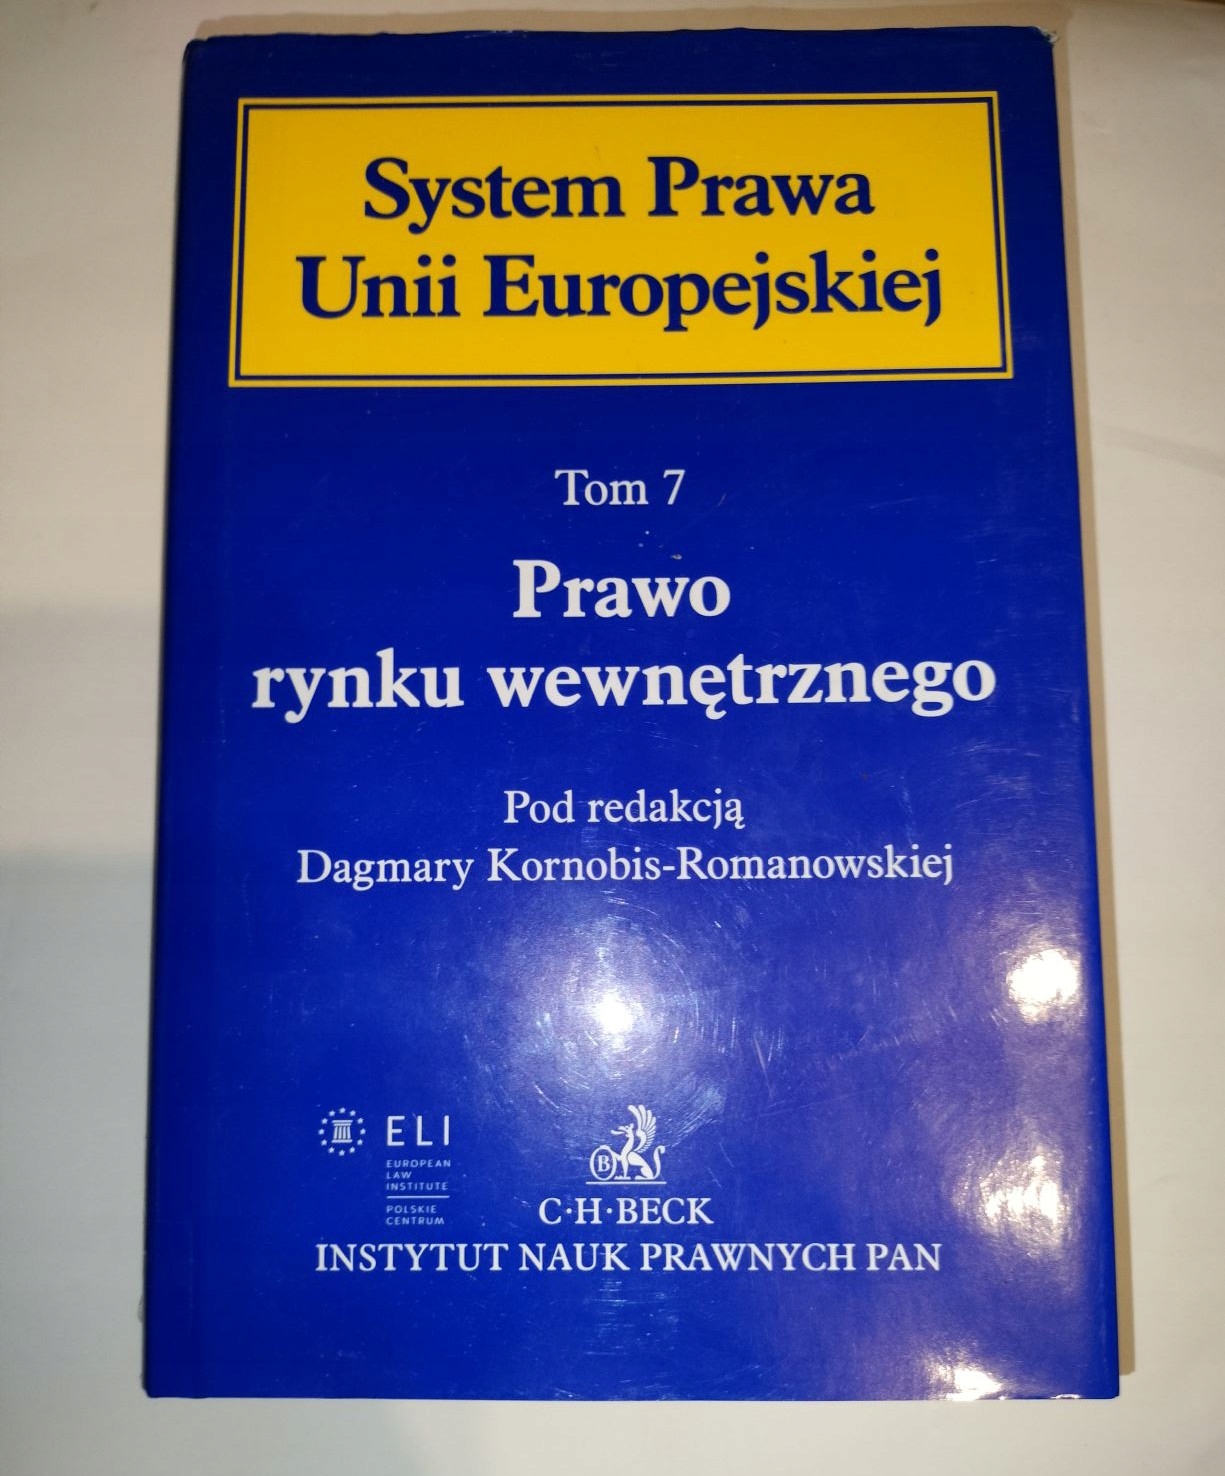 System Prawa
Unii Europejskiej
Tom 7
Prawo
rynku wewnętrznego
Pod redakcją
Dagmary Kornobis-Romanowskiej
ELI
EUROPEAN
LAW
INSTITUTE
POLSKIE
CENTRUM
B
C·H·BECK
INSTYTUT NAUK PRAWNYCH PAN